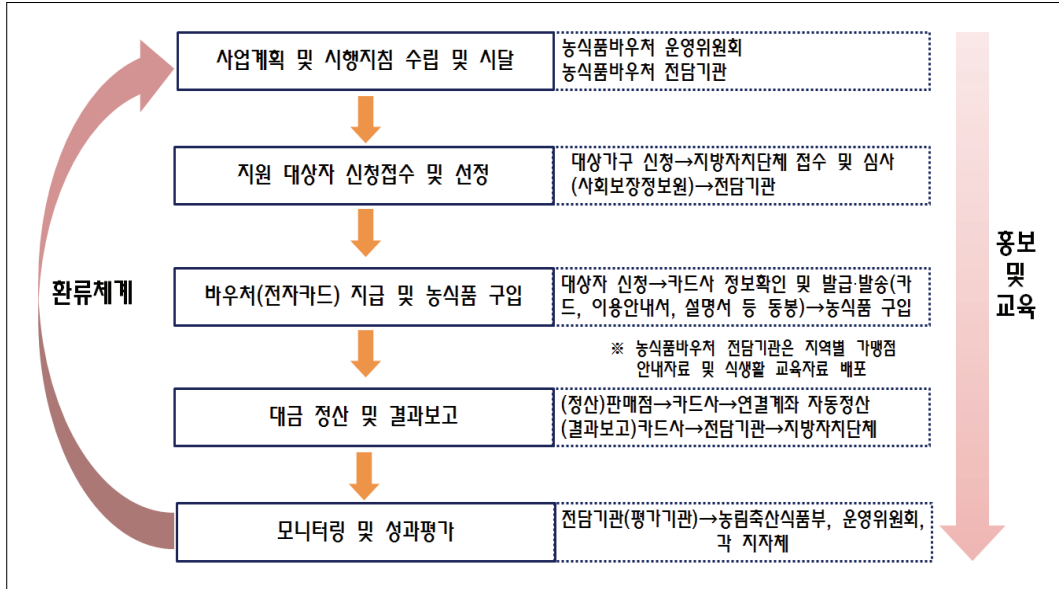 사업계획 및 시행지침 수립 및 시달
농식품바우처 운영위원회
농식품바우처 전담기관
지원 대상자 신청접수 및 선정
대상가구 신청→지방자치단체 접수 및 심사
(사회보장정보원)→전담기관
홍보
및
교육
환류체계
바우처(전자카드) 지급 및 농식품 구입
대상자 신청→카드사 정보확인 및 발급·발송(카
드, 이용안내서, 설명서 등 동봉)→농식품 구입
※ 농식품바우처 전담기관은 지역별 가맹점
안내자료 및 식생활 교육자료 배포
대금 정산 및 결과보고
(정산)판매점→카드사→연결계좌 자동정산
(결과보고)카드사→전담기관→지방자치단체
모니터링 및 성과평가
전담기관(평가기관)→농림축산식품부, 운영위원회,
각 지자체